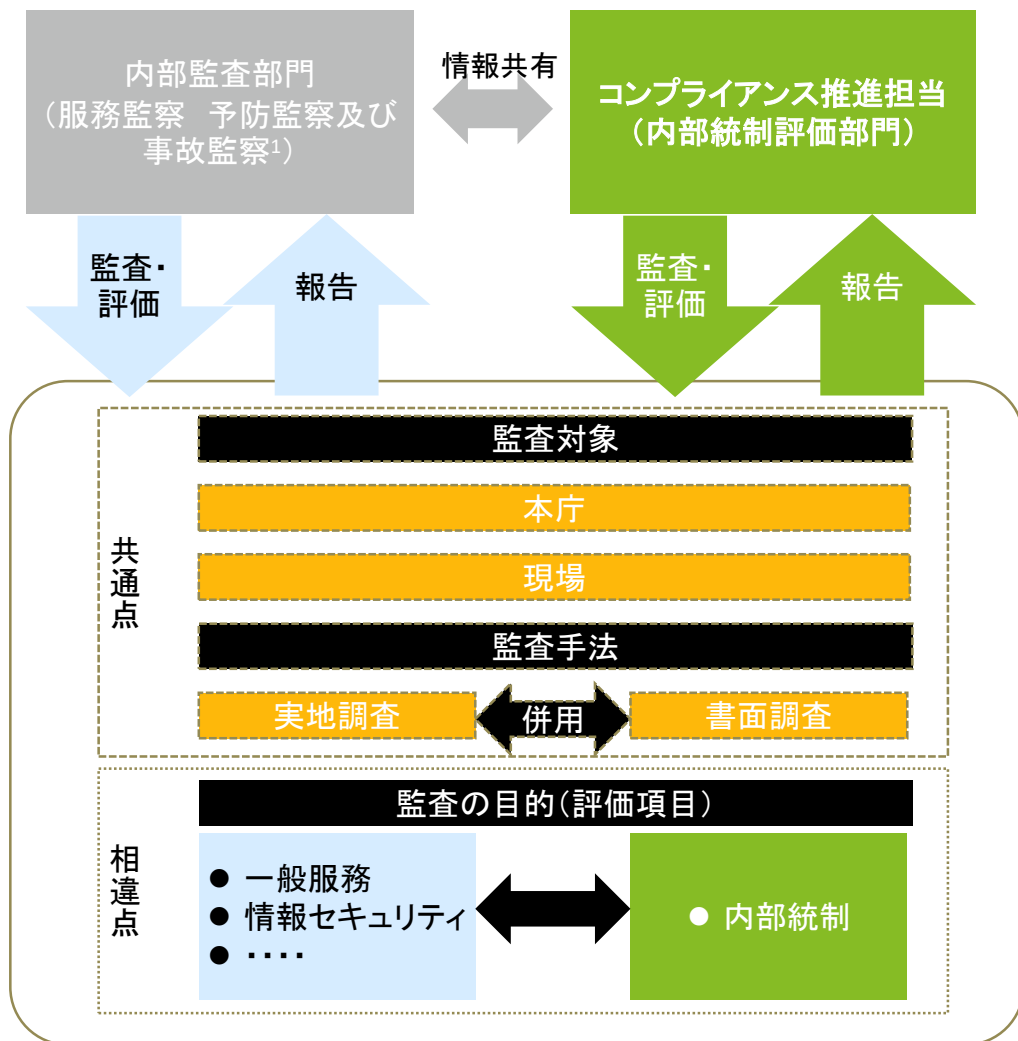 内部監査部門
（服務監察　予防監察及び
事故監察1）
情報共有
コンプライアンス推進担当
（内部統制評価部門）
監査・
評価
報告
監査・
評価
報告
共通点
監査対象
本庁
現場
監査手法
実地調査
併用
書面調査
相違点
監査の目的（評価項目）
● 一般服務
● 情報セキュリティ
● ････
● 内部統制